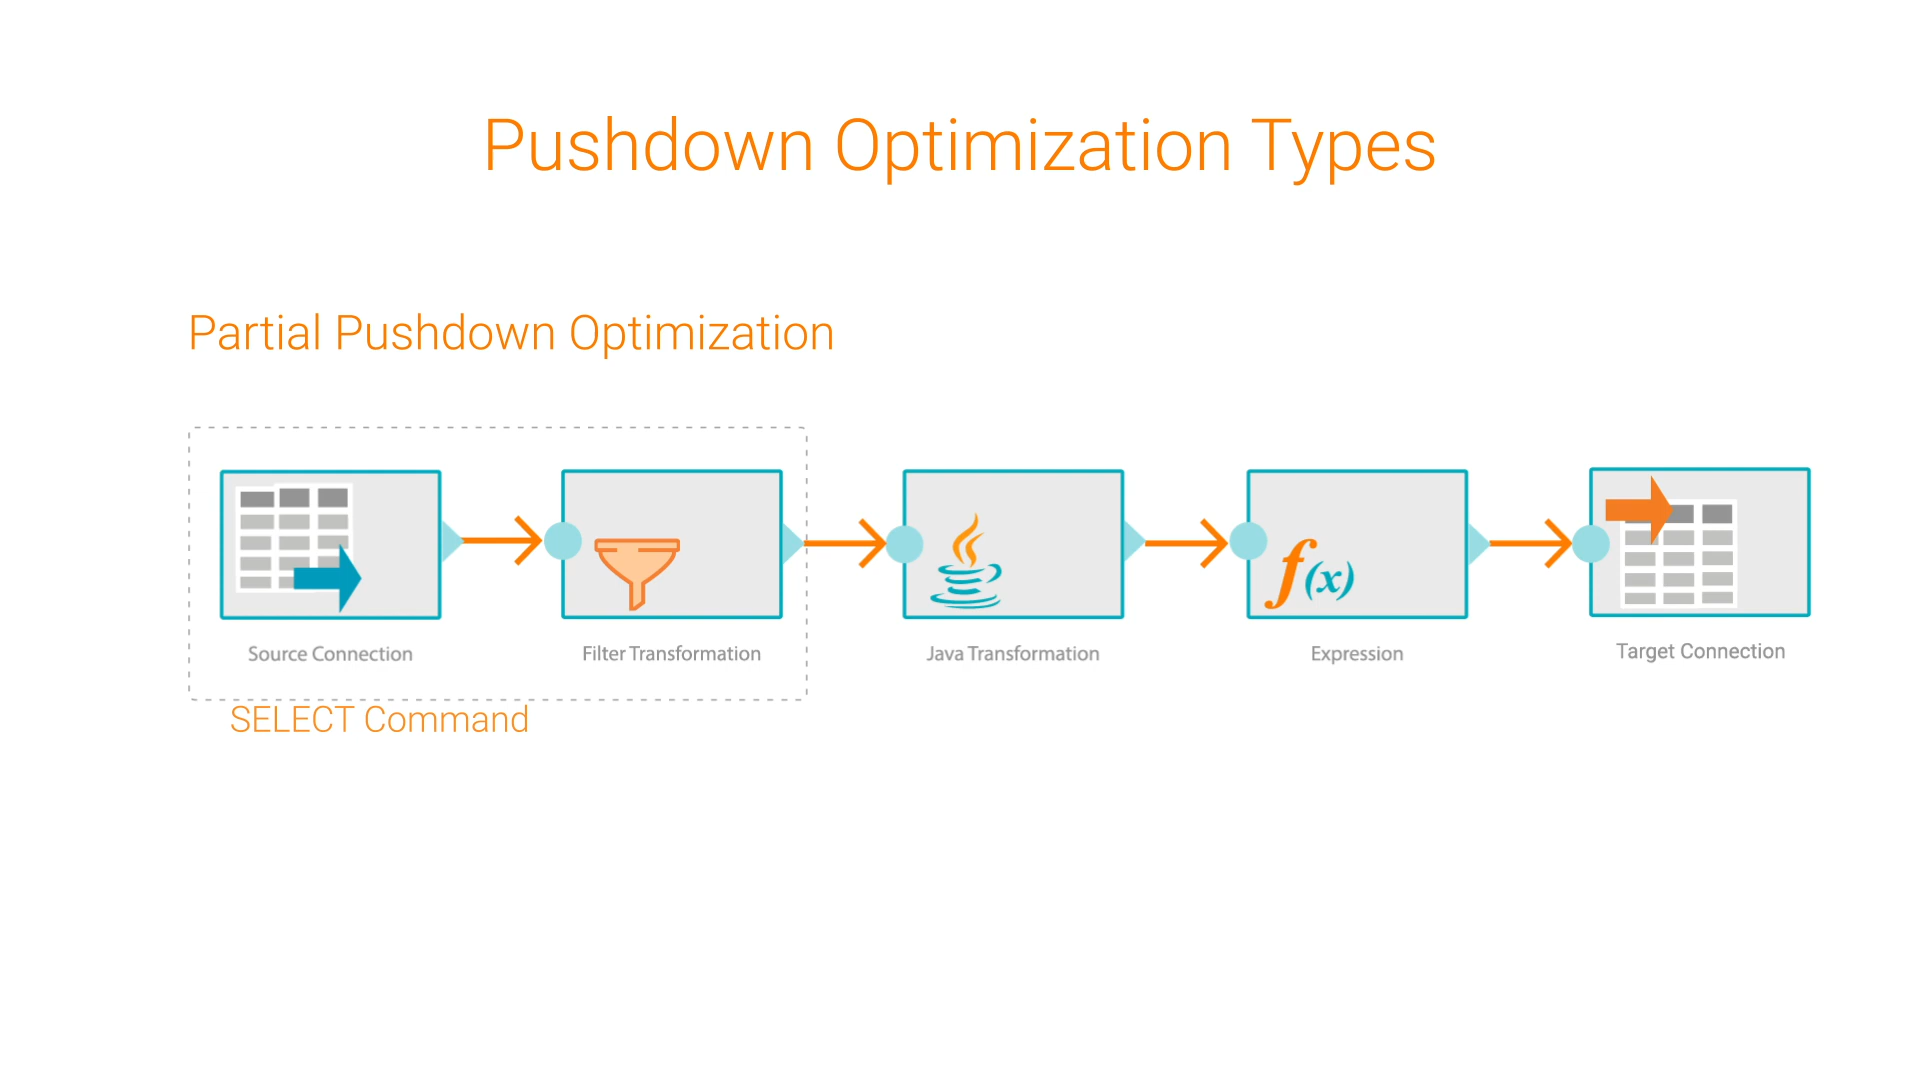 Pushdown Optimization Types
Partial Pushdown Optimization
f(x)
Source Connection
Filter Transformation
Java Transformation
Expression
Target Connection
SELECT Command